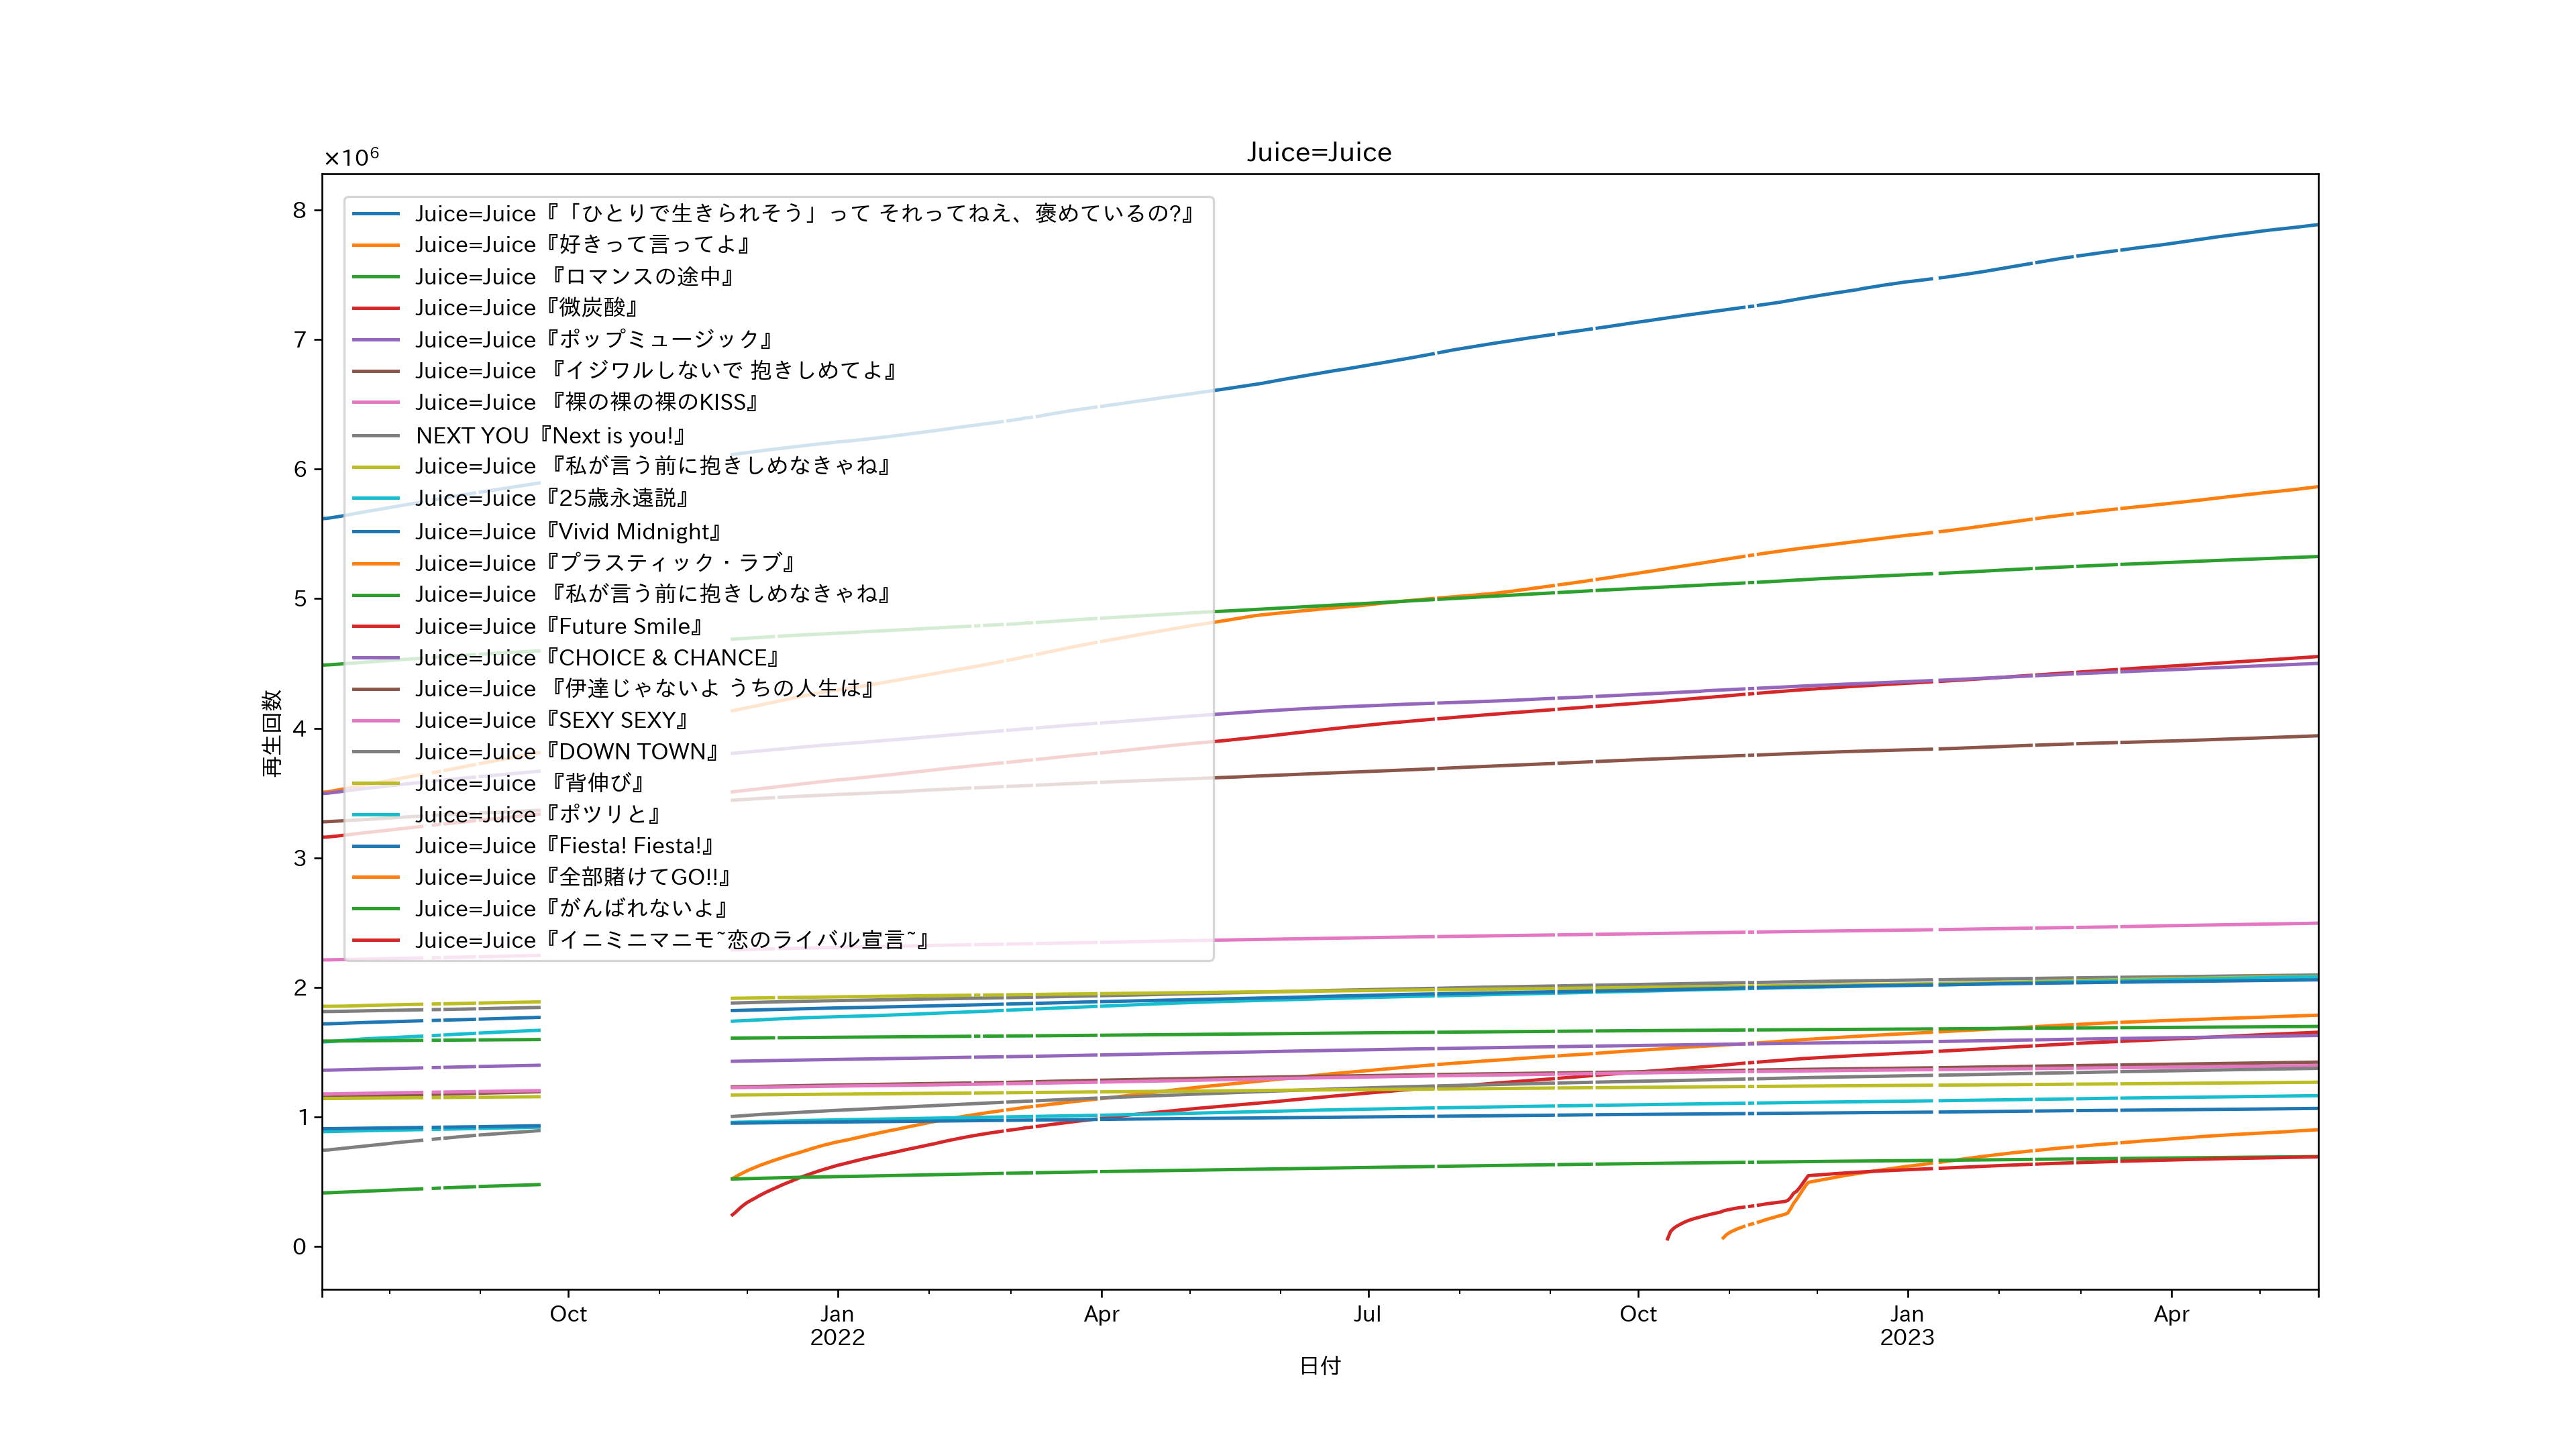 Juice=Juice
×10⁶
8
7
6
5
4
3
2
1
0
再生回数
Juice=Juice『「ひとりで生きられそう」って それってねえ、褒めているの?』
Juice=Juice『好きって言ってよ』
Juice=Juice 『ロマンスの途中』
Juice=Juice『微炭酸』
Juice=Juice『ポップミュージック』
Juice=Juice 『イジワルしないで 抱きしめてよ』
Juice=Juice 『裸の裸の裸のKISS』
NEXT YOU『Next is you!』
Juice=Juice 『私が言う前に抱きしめなきゃね』
Juice=Juice『25歳永遠説』
Juice=Juice『Vivid Midnight』
Juice=Juice『プラスティック・ラブ』
Juice=Juice 『私が言う前に抱きしめなきゃね』
Juice=Juice『Future Smile』
Juice=Juice『CHOICE & CHANCE』
Juice=Juice 『伊達じゃないよ うちの人生は』
Juice=Juice『SEXY SEXY』
Juice=Juice『DOWN TOWN』
Juice=Juice 『背伸び』
Juice=Juice『ポツリと』
Juice=Juice『Fiesta! Fiesta!』
Juice=Juice『全部賭けてGO!!』
Juice=Juice『がんばれないよ』
Juice=Juice『イニミニマニモ~恋のライバル宣言~』
Oct Jan Apr Jul Oct Jan Apr
2022 2023
日付